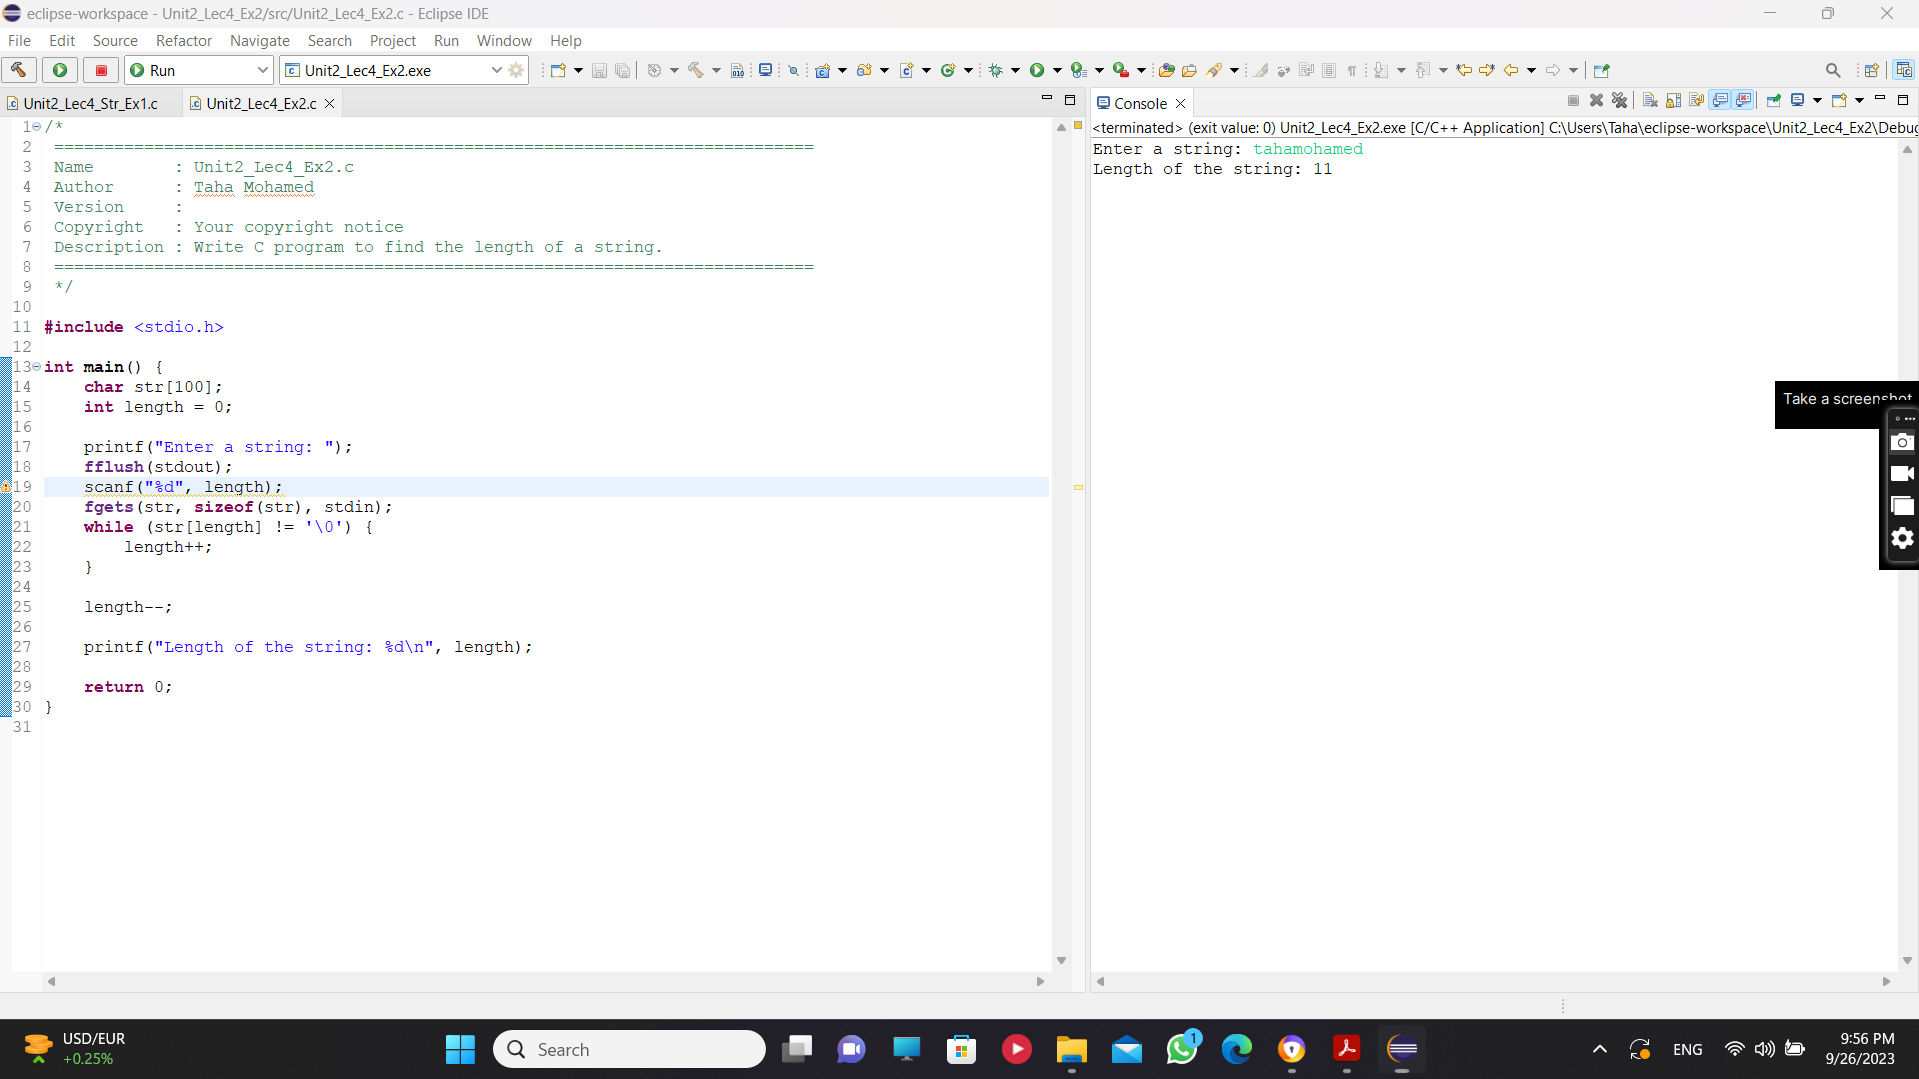 eclipse-workspace - Unit2_Lec4_Ex2/src/Unit2_Lec4_Ex2.c - Eclipse IDE
File Edit Source Refactor Navigate Search Project Run Window Help
Run Unit2_Lec4_Ex2.exe
Unit2_Lec4_Str_Ex1.c Unit2_Lec4_Ex2.c
1 /*
2 ============================================================================
3 Name        : Unit2_Lec4_Ex2.c
4 Author      : Taha Mohamed
5 Version     :
6 Copyright   : Your copyright notice
7 Description : Write C program to find the length of a string.
8 ============================================================================
9 */
10
11 #include <stdio.h>
12
13 int main() {
14     char str[100];
15     int length = 0;
16
17     printf("Enter a string: ");
18     fflush(stdout);
19     scanf("%d", length);
20     fgets(str, sizeof(str), stdin);
21     while (str[length] != '\0') {
22         length++;
23     }
24
25     length--;
26
27     printf("Length of the string: %d\n", length);
28
29     return 0;
30 }
31
Console
<terminated> (exit value: 0) Unit2_Lec4_Ex2.exe [C/C++ Application] C:\Users\Taha\eclipse-workspace\Unit2_Lec4_Ex2\Debug
Enter a string: tahamohamed
Length of the string: 11
Take a screenshot
USD/EUR
+0.25%
Search
1
ENG
9:56 PM
9/26/2023